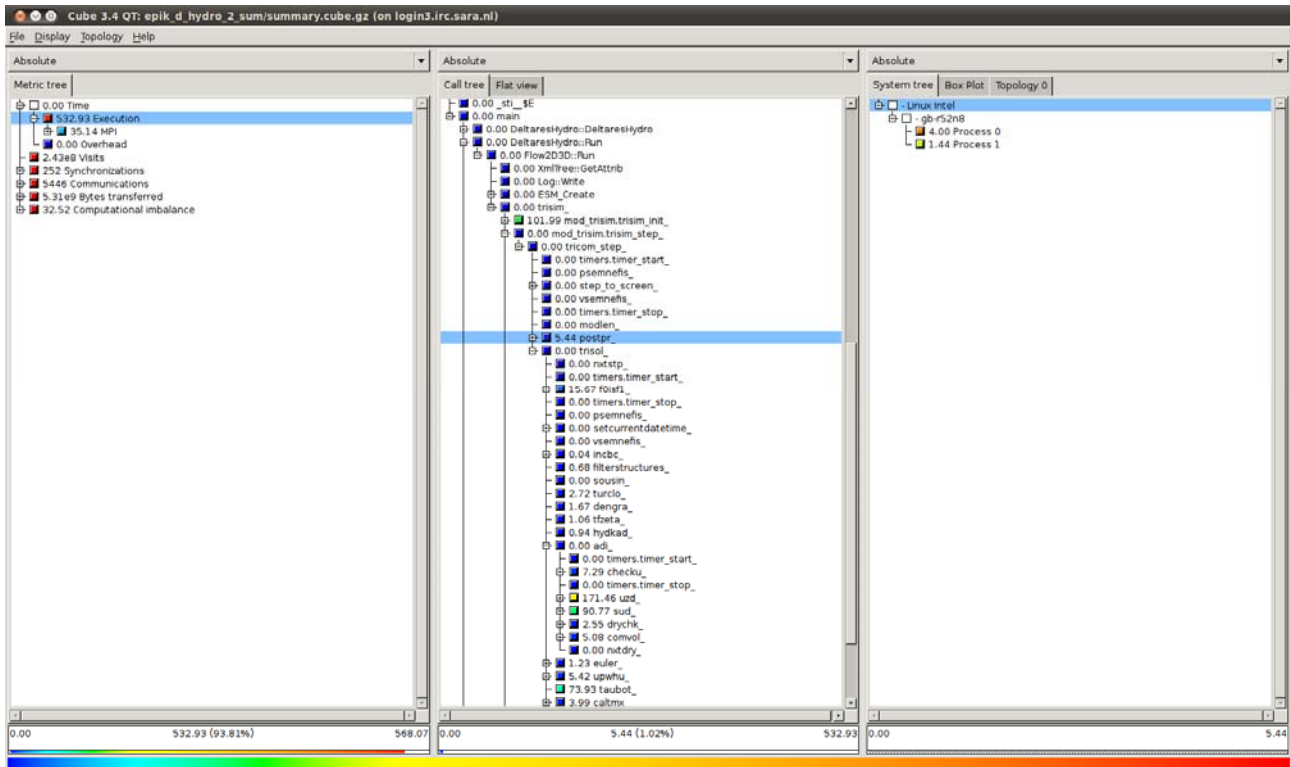 Cube 3.4 QT: epik_d_hydro_2_sum/summary.cube.gz (on login3.irc.sara.nl)
File Display Topology Help
Absolute
Metric tree
0.00 Time
532.93 Execution
35.14 MPI
0.00 Overhead
2.43e8 Visits
252 Synchronizations
5446 Communications
5.31e9 Bytes transferred
32.52 Computational imbalance
0.00 532.93 (93.81%) 568.07
Absolute
Call tree Flat view
0.00 _sti__$E
0.00 main
0.00 DeltaresHydro::DeltaresHydro
0.00 DeltaresHydro::Run
0.00 Flow2D3D::Run
0.00 XmlTree::GetAttrib
0.00 Log::Write
0.00 ESM_Create
0.00 trisim_
101.99 mod_trisim.trisim_init_
0.00 mod_trisim.trisim_step_
0.00 tricom_step_
0.00 timers.timer_start_
0.00 psemnefis_
0.00 step_to_screen_
0.00 vsemnefis_
0.00 timers.timer_stop_
0.00 modlen_
5.44 postpr_
0.00 trisol_
0.00 nxtstp_
0.00 timers.timer_start_
15.67 f0isf1_
0.00 timers.timer_stop_
0.00 psemnefis_
0.00 setcurrentdatetime_
0.00 vsemnefis_
0.04 incbc_
0.68 filterstructures_
0.00 sousin_
2.72 turclo_
1.67 dengra_
1.06 tfzeta_
0.94 hydkad_
0.00 adi_
0.00 timers.timer_start_
7.29 checku_
0.00 timers.timer_stop_
171.46 uzd_
90.77 sud_
2.55 drychk_
5.08 comvol_
0.00 nxtdry_
1.23 euler_
5.42 upwhu_
73.93 taubot_
3.99 caltmx_
0.00 5.44 (1.02%) 532.93
Absolute
System tree Box Plot Topology 0
- Linux Intel
- gb-r52n8
4.00 Process 0
1.44 Process 1
0.00 5.44